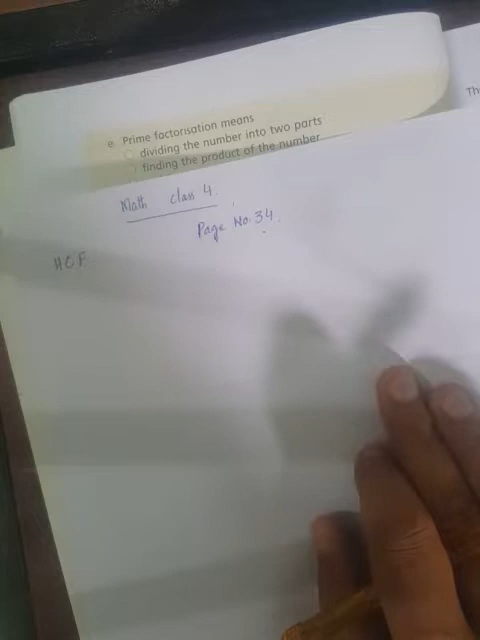 e Prime factorisation means
dividing the number into two parts
finding the product of the number
Th
Math class 4.
Page No. 34.
HCF.